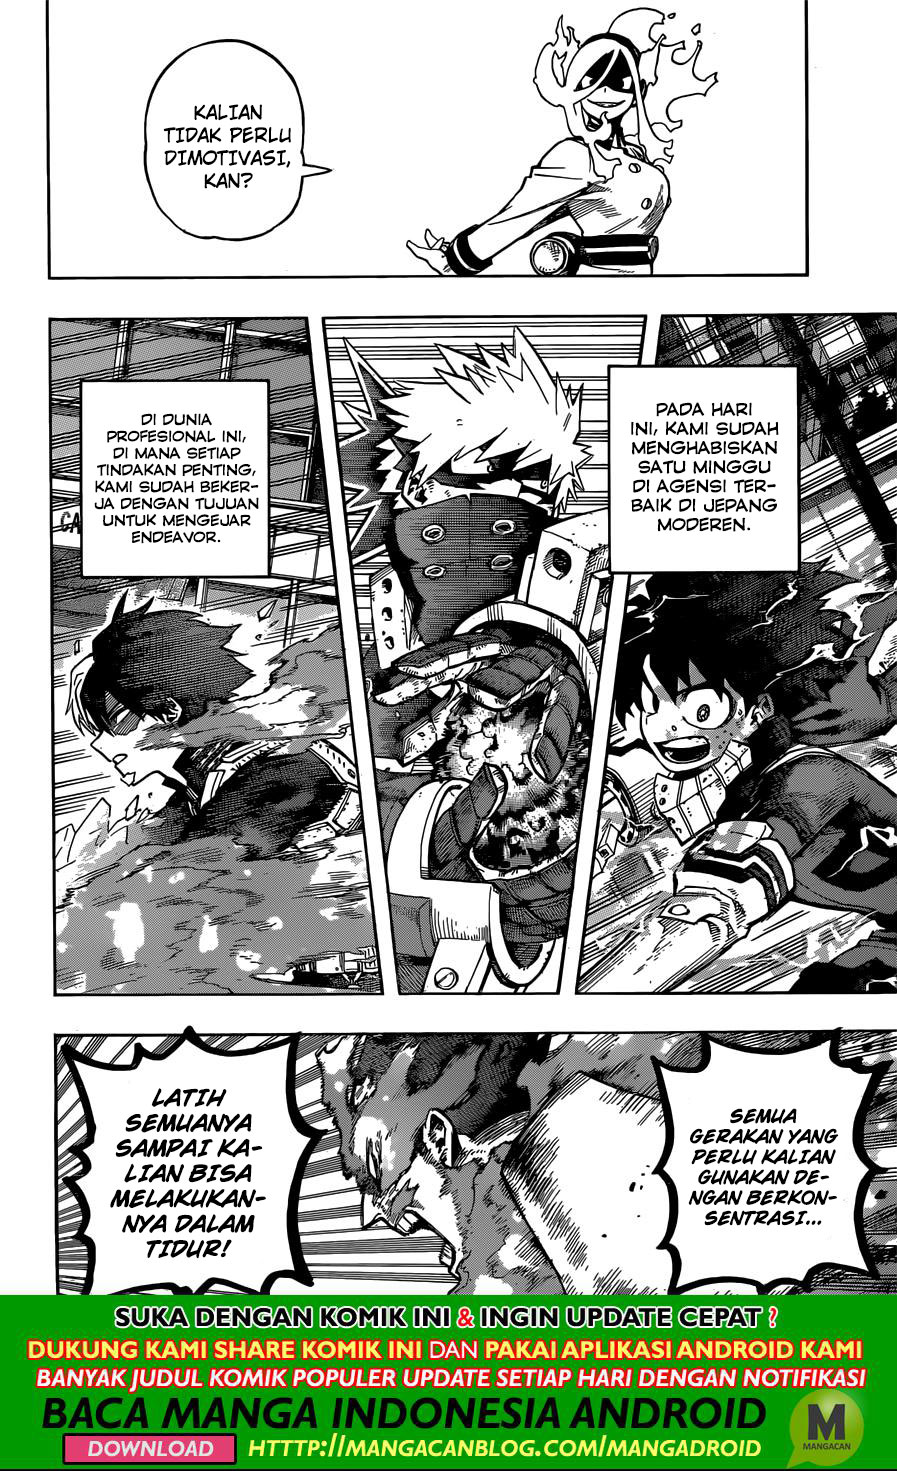 KALIAN
TIDAK PERLU
DIMOTIVASI,
KAN?
PADA HARI
INI, KAMI SUDAH
MENGHABISKAN
SATU MINGGU
DI AGENSI TER-
BAIK DI JEPANG
MODEREN.
DI DUNIA
PROFESIONAL INI,
DI MANA SETIAP
TINDAKAN PENTING,
KAMI SUDAH BEKER-
JA DENGAN TUJUAN
UNTUK MENGEJAR
ENDEAVOR.
CA
SEMUA
GERAKAN YANG
PERLU KALIAN
GUNAKAN DE-
NGAN BERKON-
SENTRASI...
LATIH
SEMUANYA
SAMPAI KA-
LIAN BISA
MELAKUKAN-
NYA DALAM
TIDUR!
SUKA DENGAN KOMIK INI & INGIN UPDATE CEPAT ?
DUKUNG KAMI SHARE KOMIK INI DAN PAKAI APLIKASI ANDROID KAMI
BANYAK JUDUL KOMIK POPULER UPDATE SETIAP HARI DENGAN NOTIFIKASI
BACA MANGA INDONESIA ANDROID
DOWNLOAD HTTTP://MANGACANBLOG.COM/MANGADROID
M
MANGACAN